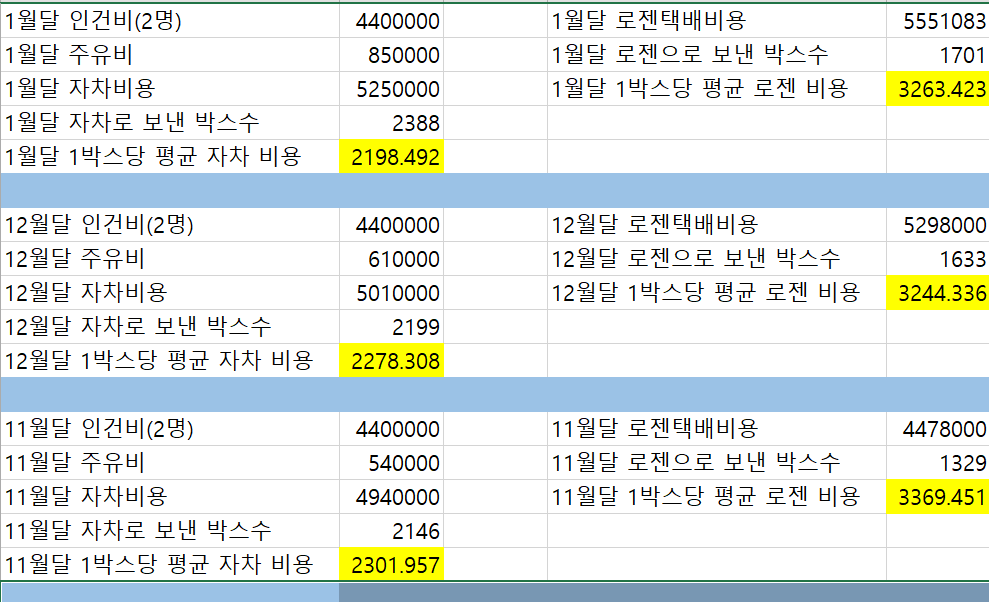 1월달 인건비(2명) 4400000 1월달 로젠택배비용 5551083
1월달 주유비 850000 1월달 로젠으로 보낸 박스수 1701
1월달 자차비용 5250000 1월달 1박스당 평균 로젠 비용 3263.423
1월달 자차로 보낸 박스수 2388
1월달 1박스당 평균 자차 비용 2198.492
12월달 인건비(2명) 4400000 12월달 로젠택배비용 5298000
12월달 주유비 610000 12월달 로젠으로 보낸 박스수 1633
12월달 자차비용 5010000 12월달 1박스당 평균 로젠 비용 3244.336
12월달 자차로 보낸 박스수 2199
12월달 1박스당 평균 자차 비용 2278.308
11월달 인건비(2명) 4400000 11월달 로젠택배비용 4478000
11월달 주유비 540000 11월달 로젠으로 보낸 박스수 1329
11월달 자차비용 4940000 11월달 1박스당 평균 로젠 비용 3369.451
11월달 자차로 보낸 박스수 2146
11월달 1박스당 평균 자차 비용 2301.957